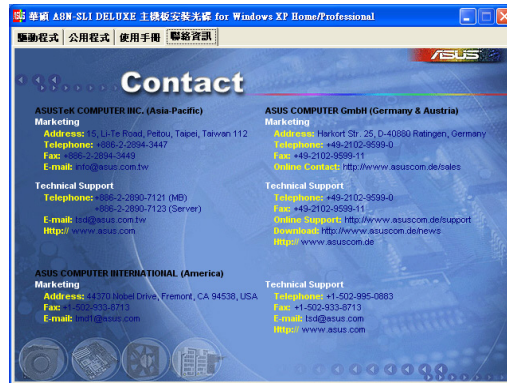 華碩 A8N-SLI DELUXE 主機板安裝光碟 for Windows XP Home/Professional
驅動程式 公用程式 使用手冊 聯絡資訊
ASUS
Contact
ASUSTeK COMPUTER INC. (Asia-Pacific)
Marketing
Address: 15, Li-Te Road, Peitou, Taipei, Taiwan 112
Telephone: +886-2-2894-3447
Fax: +886-2-2894-3449
E-mail: info@asus.com.tw
Technical Support
Telephone: +886-2-2890-7121 (MB)
+886-2-2890-7123 (Server)
E-mail: tsd@asus.com.tw
Http:// www.asus.com
ASUS COMPUTER GmbH (Germany & Austria)
Marketing
Address: Harkort Str. 25, D-40880 Ratingen, Germany
Telephone: +49-2102-9599-0
Fax: +49-2102-9599-11
Online Contact: http://www.asuscom.de/sales
Technical Support
Telephone: +49-2102-9599-0
Fax: +49-2102-9599-11
Online Support: http://www.asuscom.de/support
Download: http://www.asuscom.de/news
Http:// www.asuscom.de
ASUS COMPUTER INTERNATIONAL (America)
Marketing
Address: 44370 Nobel Drive, Fremont, CA 94538, USA
Fax: +1-502-933-8713
E-mail: tmd1@asus.com
Technical Support
Telephone: +1-502-995-0883
Fax: +1-502-933-8713
E-mail: tsd@asus.com
Http:// www.asus.com